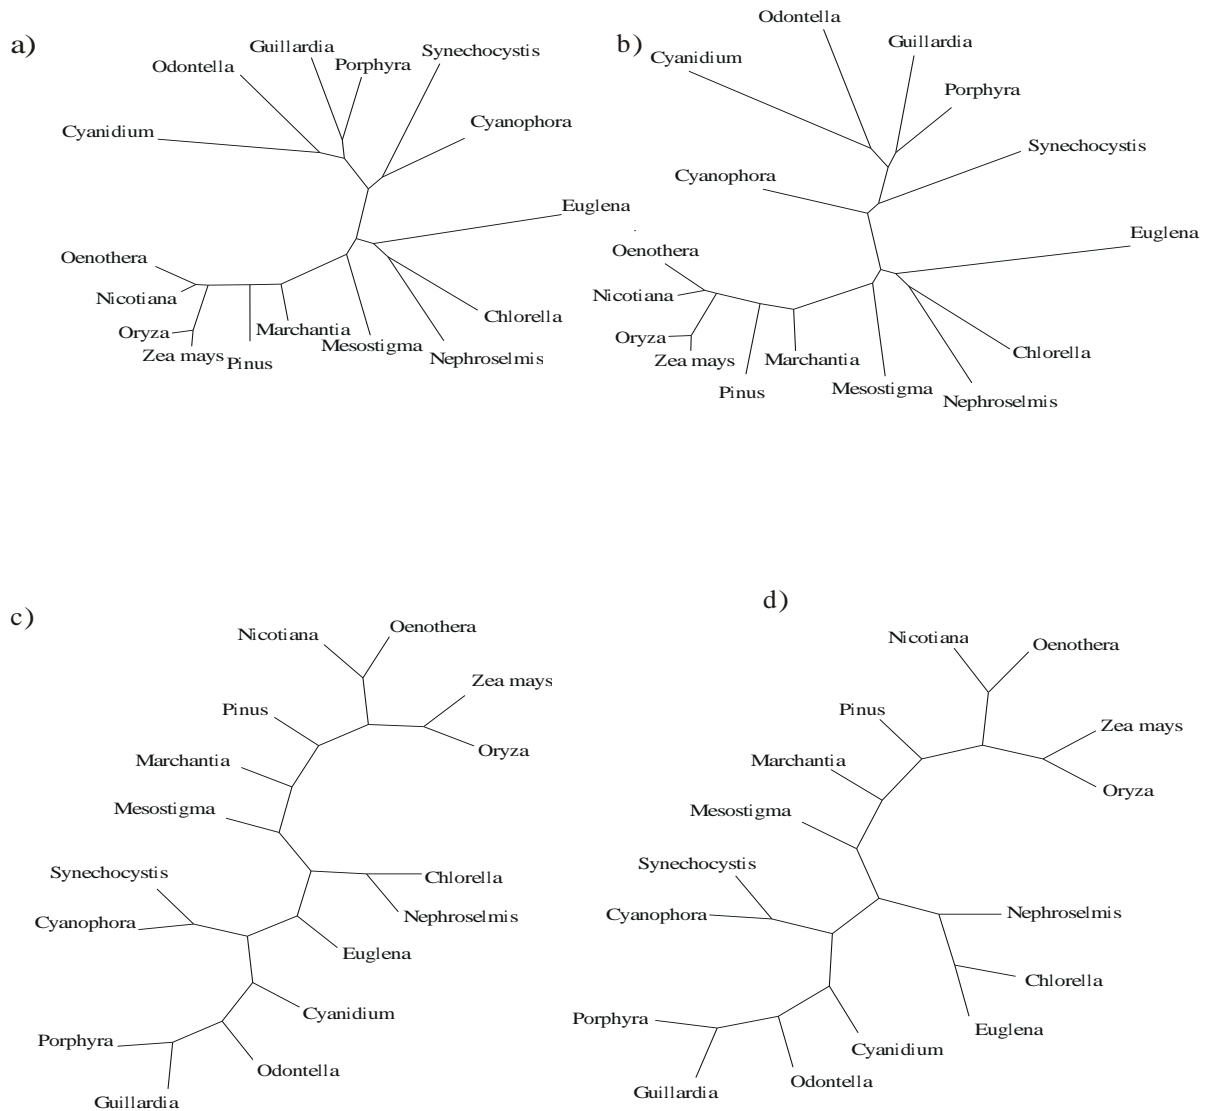 a)
Guillardia
Synechocystis
Odontella
Porphyra
Cyanidium
Cyanophora
Euglena
Oenothera
Nicotiana
Chlorella
Oryza
Marchantia
Mesostigma
Zea mays
Pinus
Nephroselmis
b)
Odontella
Guillardia
Cyanidium
Porphyra
Synechocystis
Cyanophora
Euglena
Oenothera
Nicotiana
Oryza
Zea mays
Marchantia
Chlorella
Pinus
Mesostigma
Nephroselmis
c)
Nicotiana
Oenothera
Zea mays
Pinus
Oryza
Marchantia
Mesostigma
Synechocystis
Chlorella
Cyanophora
Nephroselmis
Euglena
Cyanidium
Porphyra
Odontella
Guillardia
d)
Nicotiana
Oenothera
Pinus
Zea mays
Marchantia
Oryza
Mesostigma
Synechocystis
Cyanophora
Nephroselmis
Chlorella
Porphyra
Euglena
Cyanidium
Odontella
Guillardia